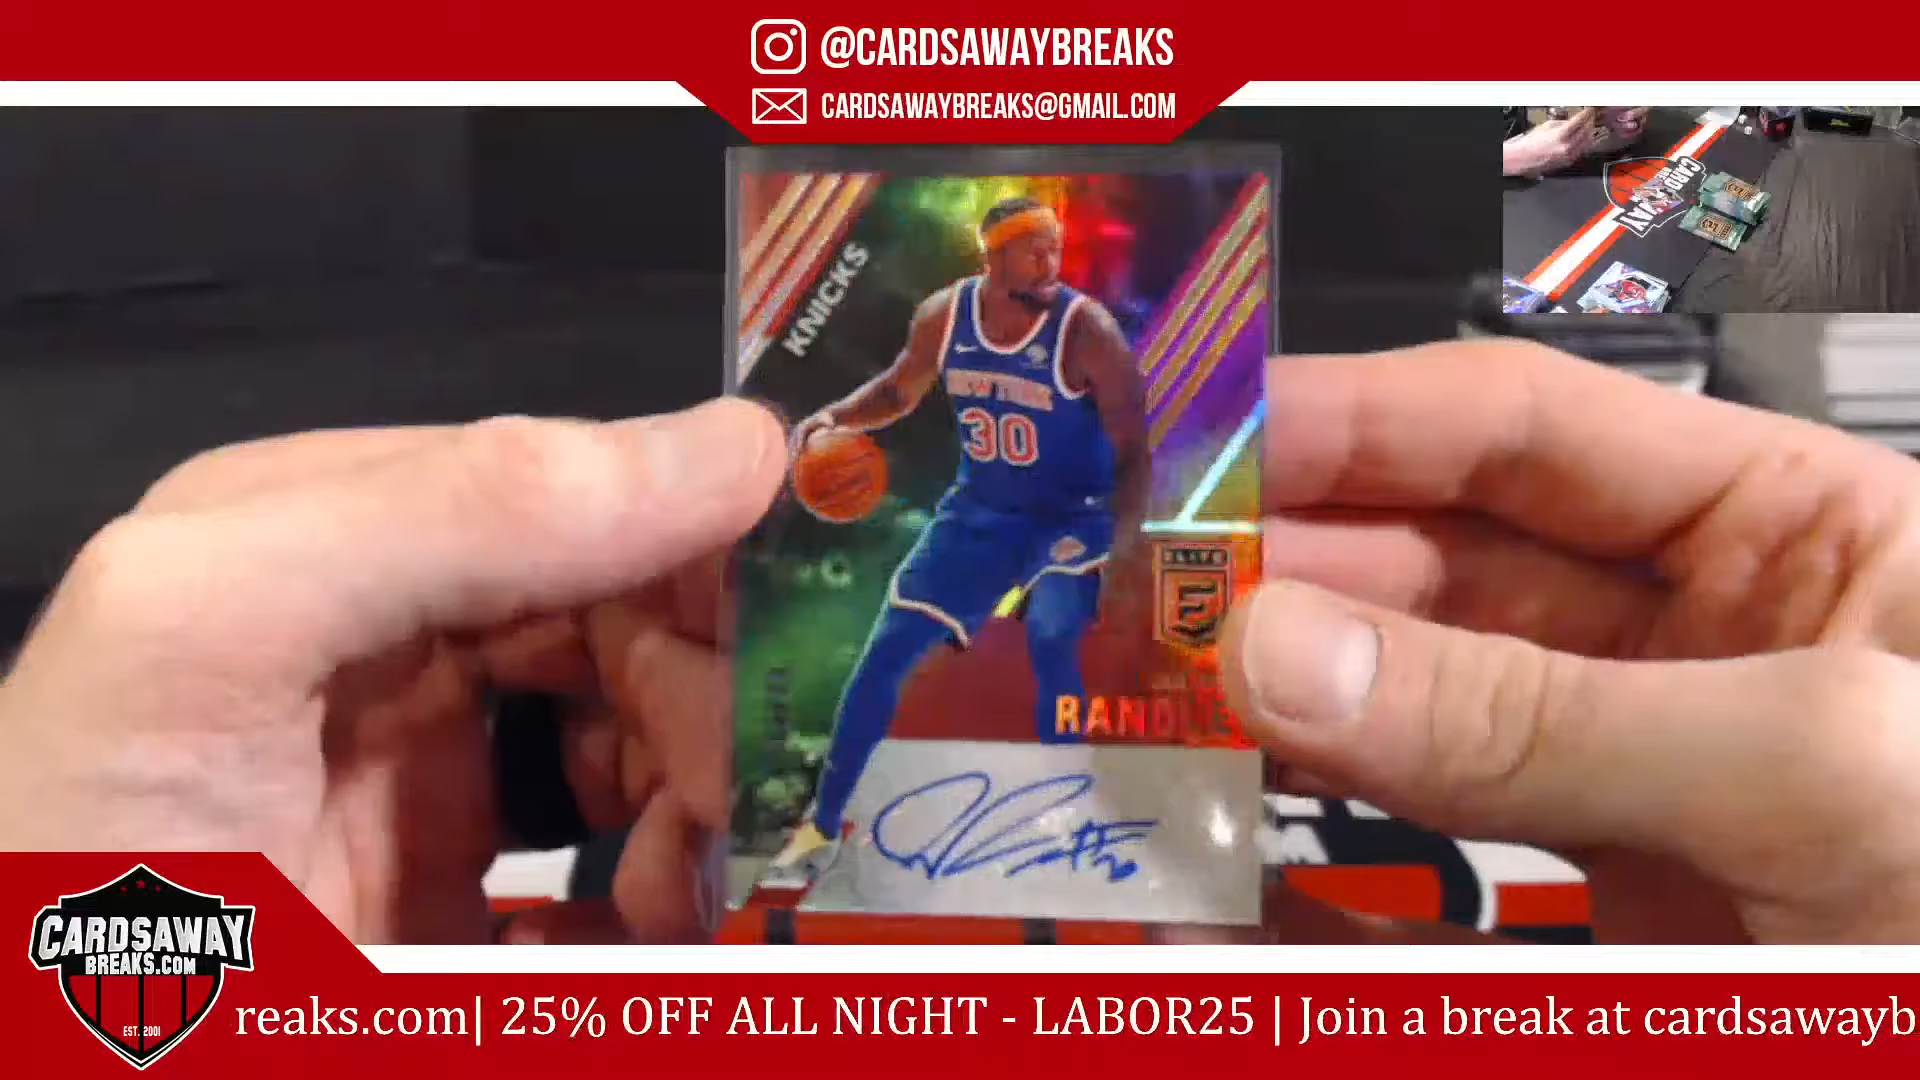 @CARDSAWAYBREAKS
CARDSAWAYBREAKS@GMAIL.COM
KNICKS
NEW YORK
30
ELITE
E
RANDLE
CARDSAWAY
BREAKS.COM
EST. 2001
reaks.com| 25% OFF ALL NIGHT - LABOR25 | Join a break at cardsawayb